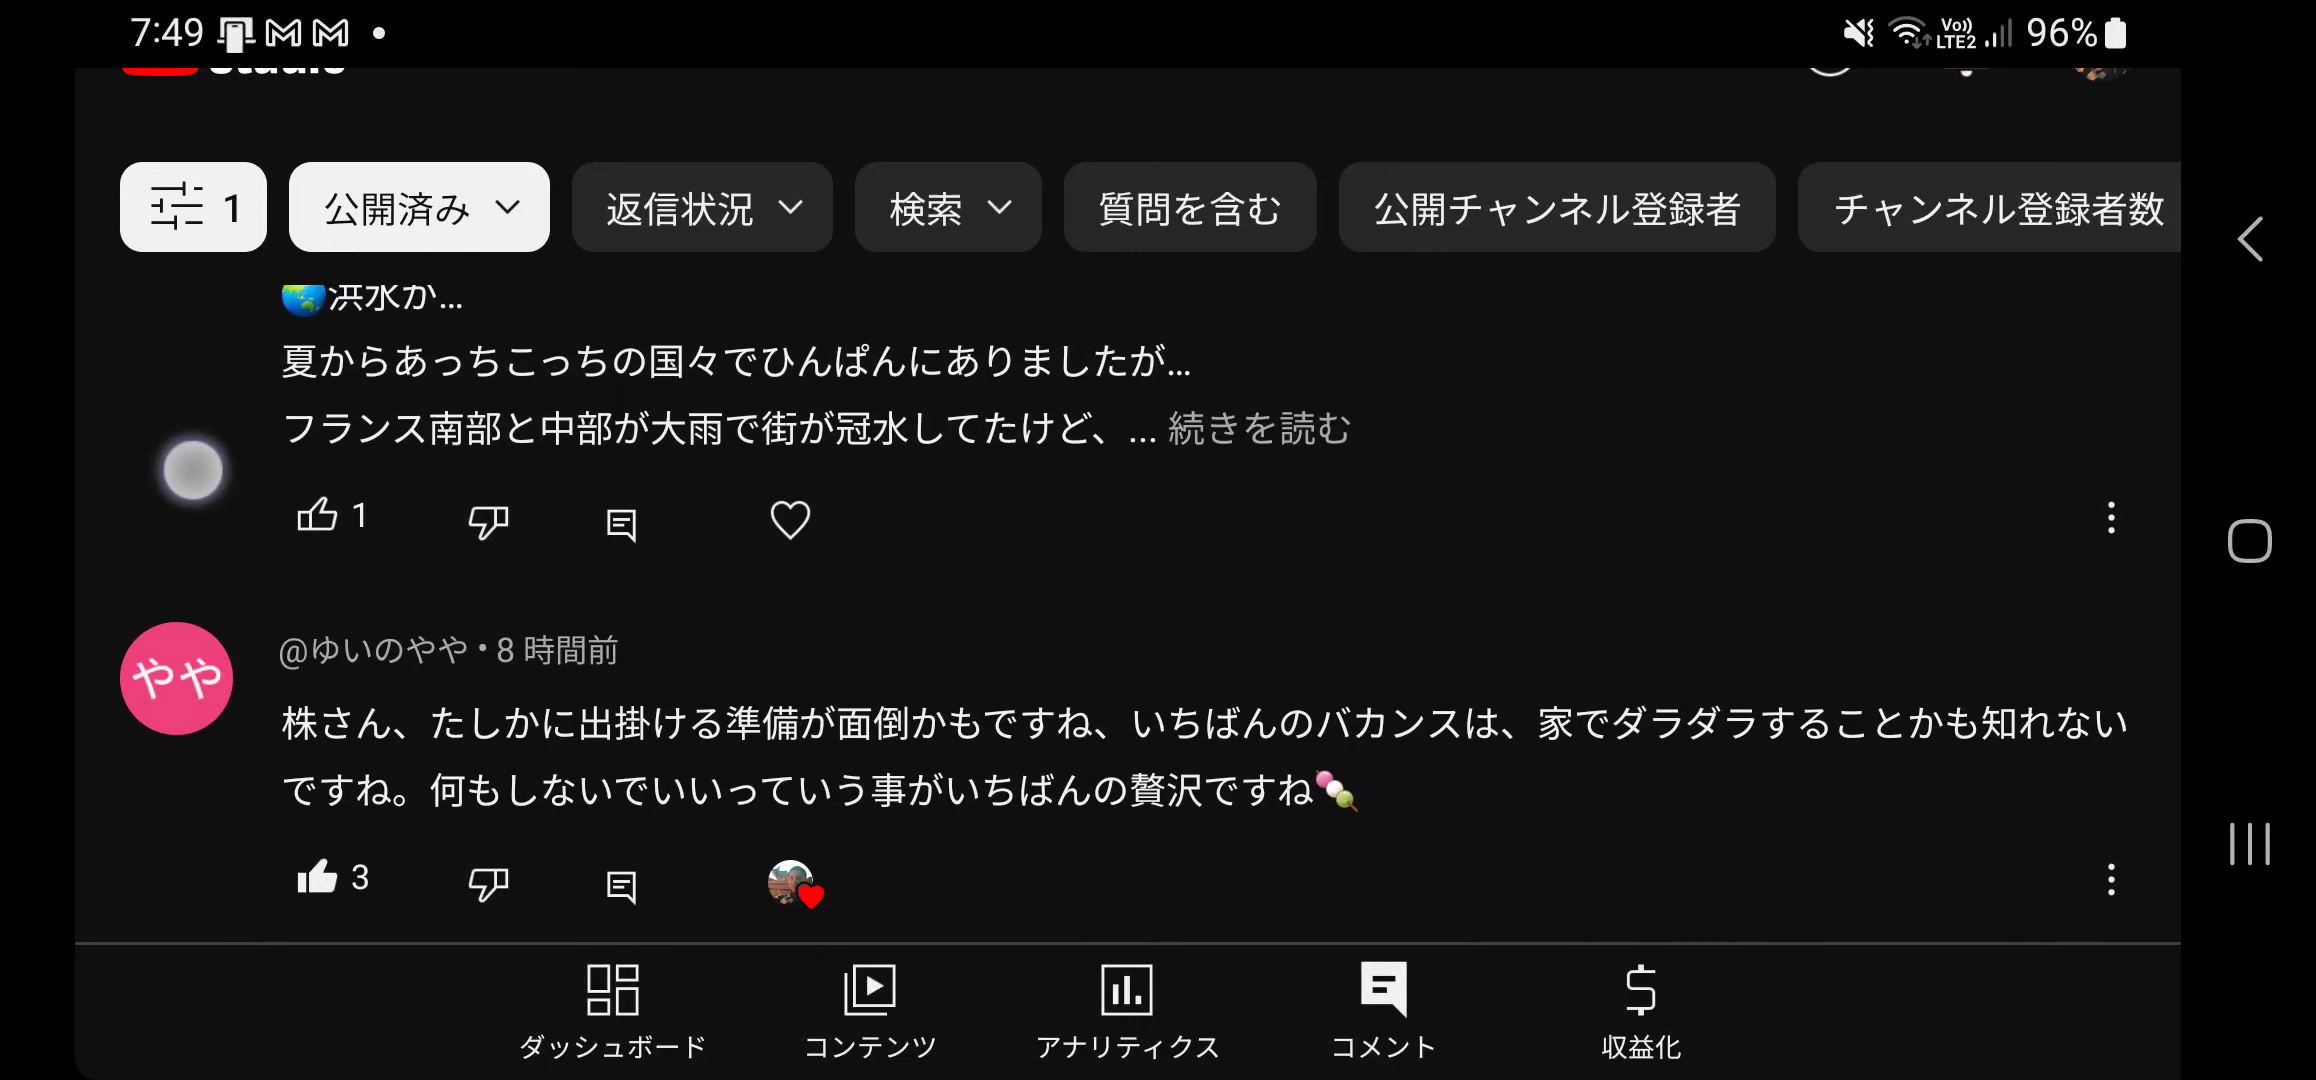 7:49
Vo)) LTE2 96%
Studio
1 公開済み 返信状況 検索 質問を含む 公開チャンネル登録者 チャンネル登録者数
🌏洪水が...
夏からあっちこっちの国々でひんぱんにありましたが...
フランス南部と中部が大雨で街が冠水してたけど、... 続きを読む
1
やや
@ゆいのやや • 8 時間前
株さん、たしかに出掛ける準備が面倒かもですね、いちばんのバカンスは、家でダラダラすることかも知れない
ですね。何もしないでいいっていう事がいちばんの贅沢ですね🍡
3
ダッシュボード コンテンツ アナリティクス コメント 収益化